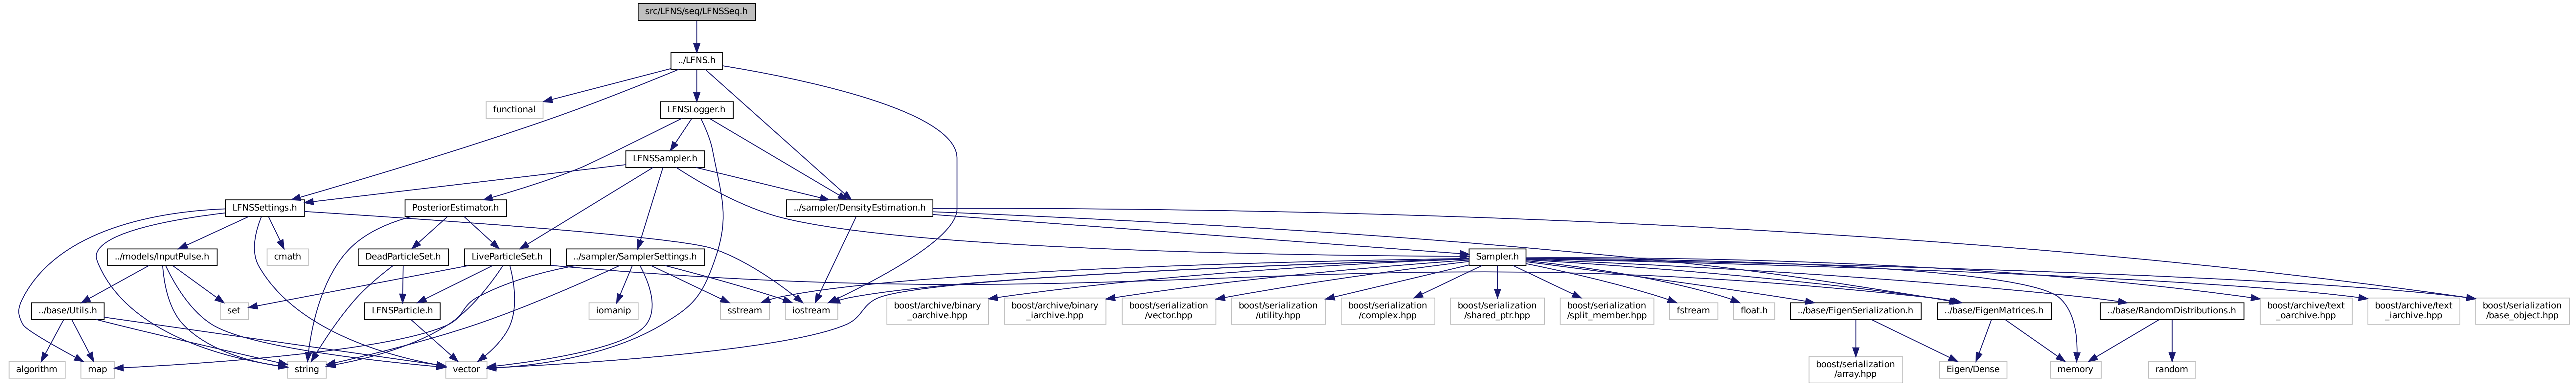 src/LFNS/seq/LFNSSeq.h
../LFNS.h
functional
LFNSLogger.h
LFNSSampler.h
LFNSSettings.h
PosteriorEstimator.h
../sampler/DensityEstimation.h
../models/InputPulse.h
cmath
DeadParticleSet.h
LiveParticleSet.h
../sampler/SamplerSettings.h
Sampler.h
../base/Utils.h
set
LFNSParticle.h
iomanip
sstream
iostream
boost/archive/binary
_oarchive.hpp
boost/archive/binary
_iarchive.hpp
boost/serialization
/vector.hpp
boost/serialization
/utility.hpp
boost/serialization
/complex.hpp
boost/serialization
/shared_ptr.hpp
boost/serialization
/split_member.hpp
fstream
float.h
../base/EigenSerialization.h
../base/EigenMatrices.h
../base/RandomDistributions.h
boost/archive/text
_oarchive.hpp
boost/archive/text
_iarchive.hpp
boost/serialization
/base_object.hpp
algorithm
map
string
vector
boost/serialization
/array.hpp
Eigen/Dense
memory
random